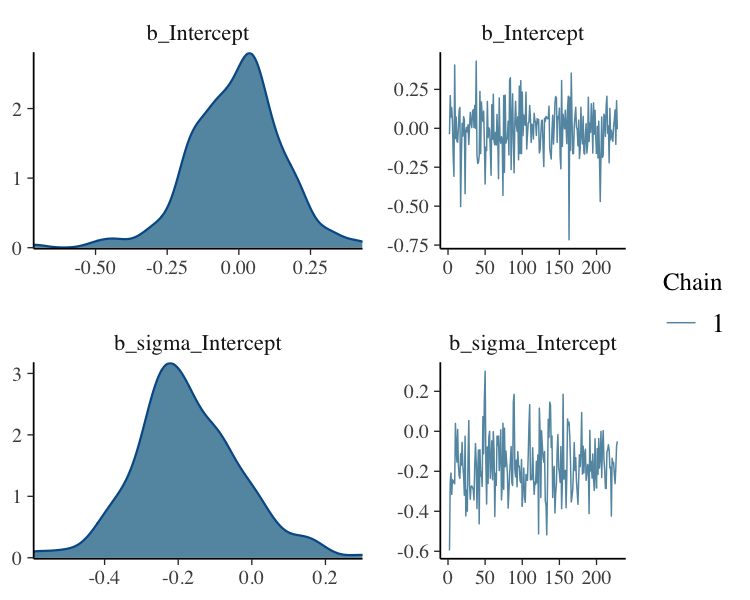 b_Intercept
2
1
0
-0.50 -0.25 0.00 0.25
b_Intercept
0.25
0.00
-0.25
-0.50
-0.75
0 50 100 150 200
Chain
1
b_sigma_Intercept
3
2
1
0
-0.4 -0.2 0.0 0.2
b_sigma_Intercept
0.2
0.0
-0.2
-0.4
-0.6
0 50 100 150 200